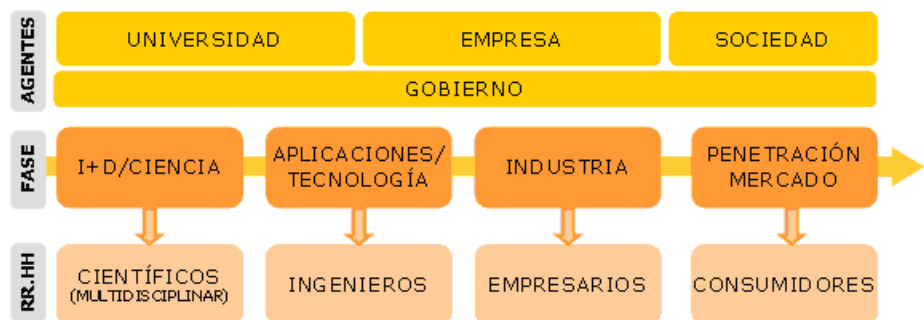 AGENTES
UNIVERSIDAD
EMPRESA
SOCIEDAD
GOBIERNO
FASE
I+D/CIENCIA
APLICACIONES/
TECNOLOGÍA
INDUSTRIA
PENETRACIÓN
MERCADO
RR.HH
CIENTÍFICOS
(MULTIDISCIPLINAR)
INGENIEROS
EMPRESARIOS
CONSUMIDORES